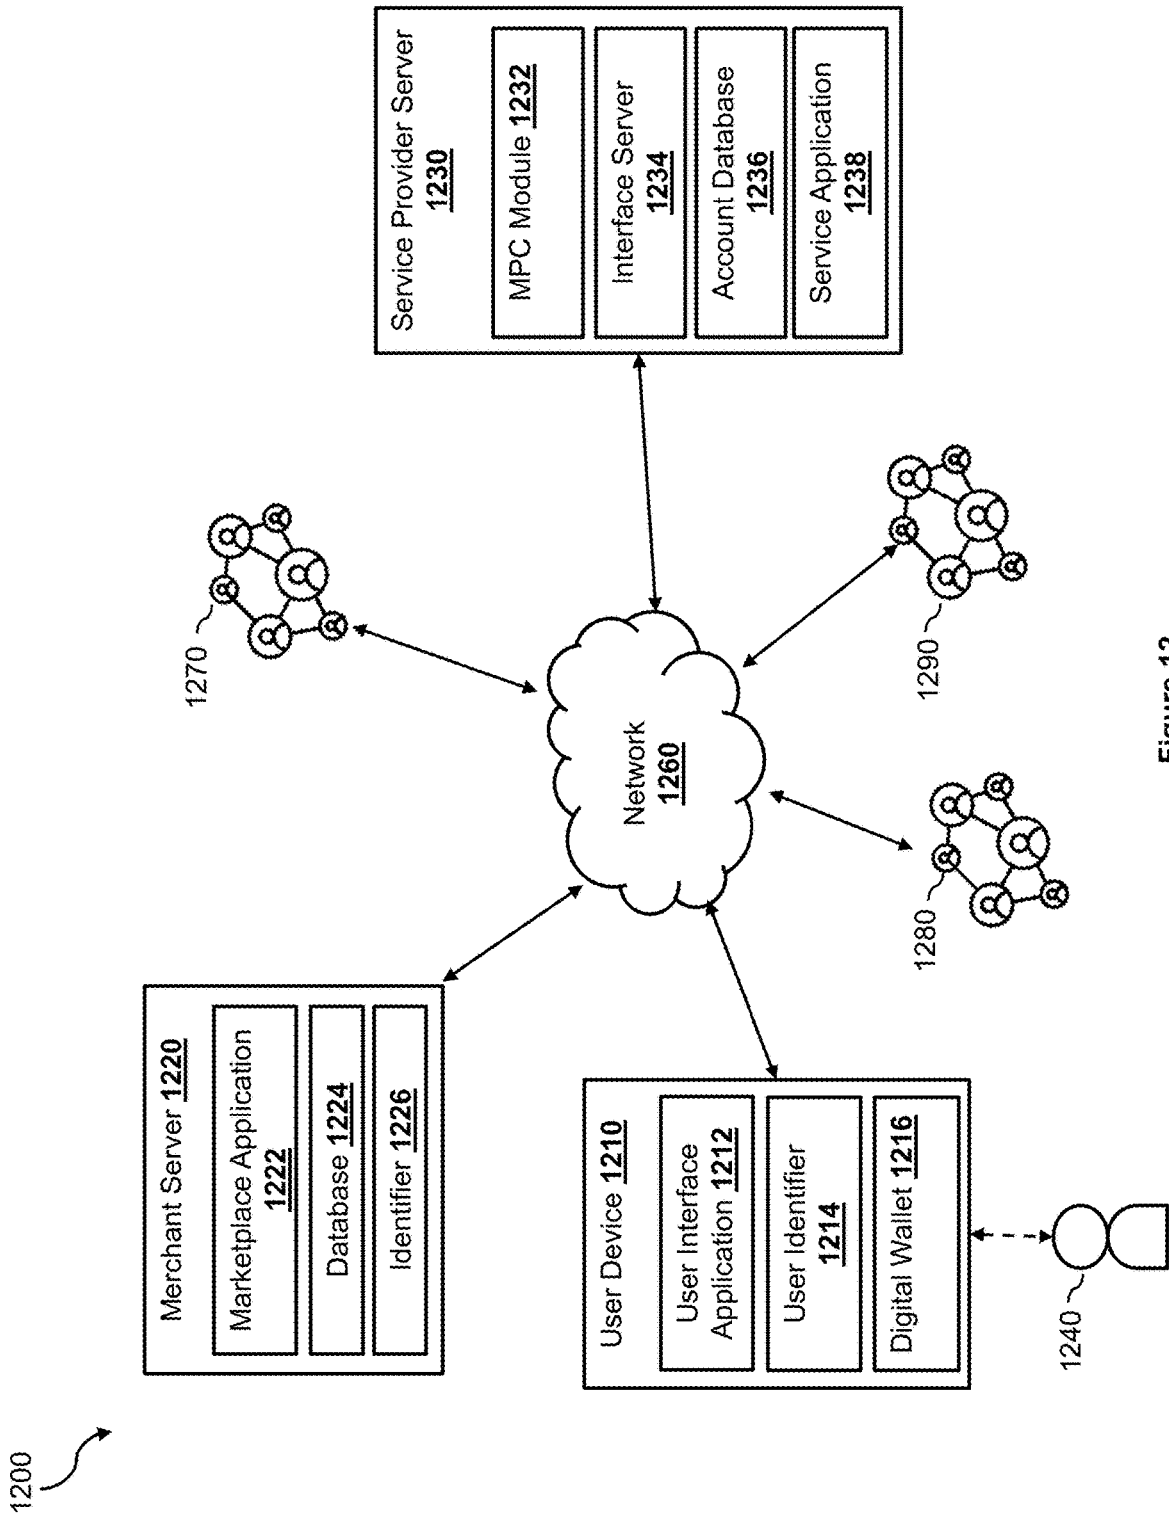 1200
Merchant Server 1220
Marketplace Application
1222
Database 1224
Identifier 1226
User Device 1210
User Interface
Application 1212
User Identifier
1214
Digital Wallet 1216
1240
Network
1260
1270
1280
1290
Service Provider Server
1230
MPC Module 1232
Interface Server
1234
Account Database
1236
Service Application
1238
Figure 12